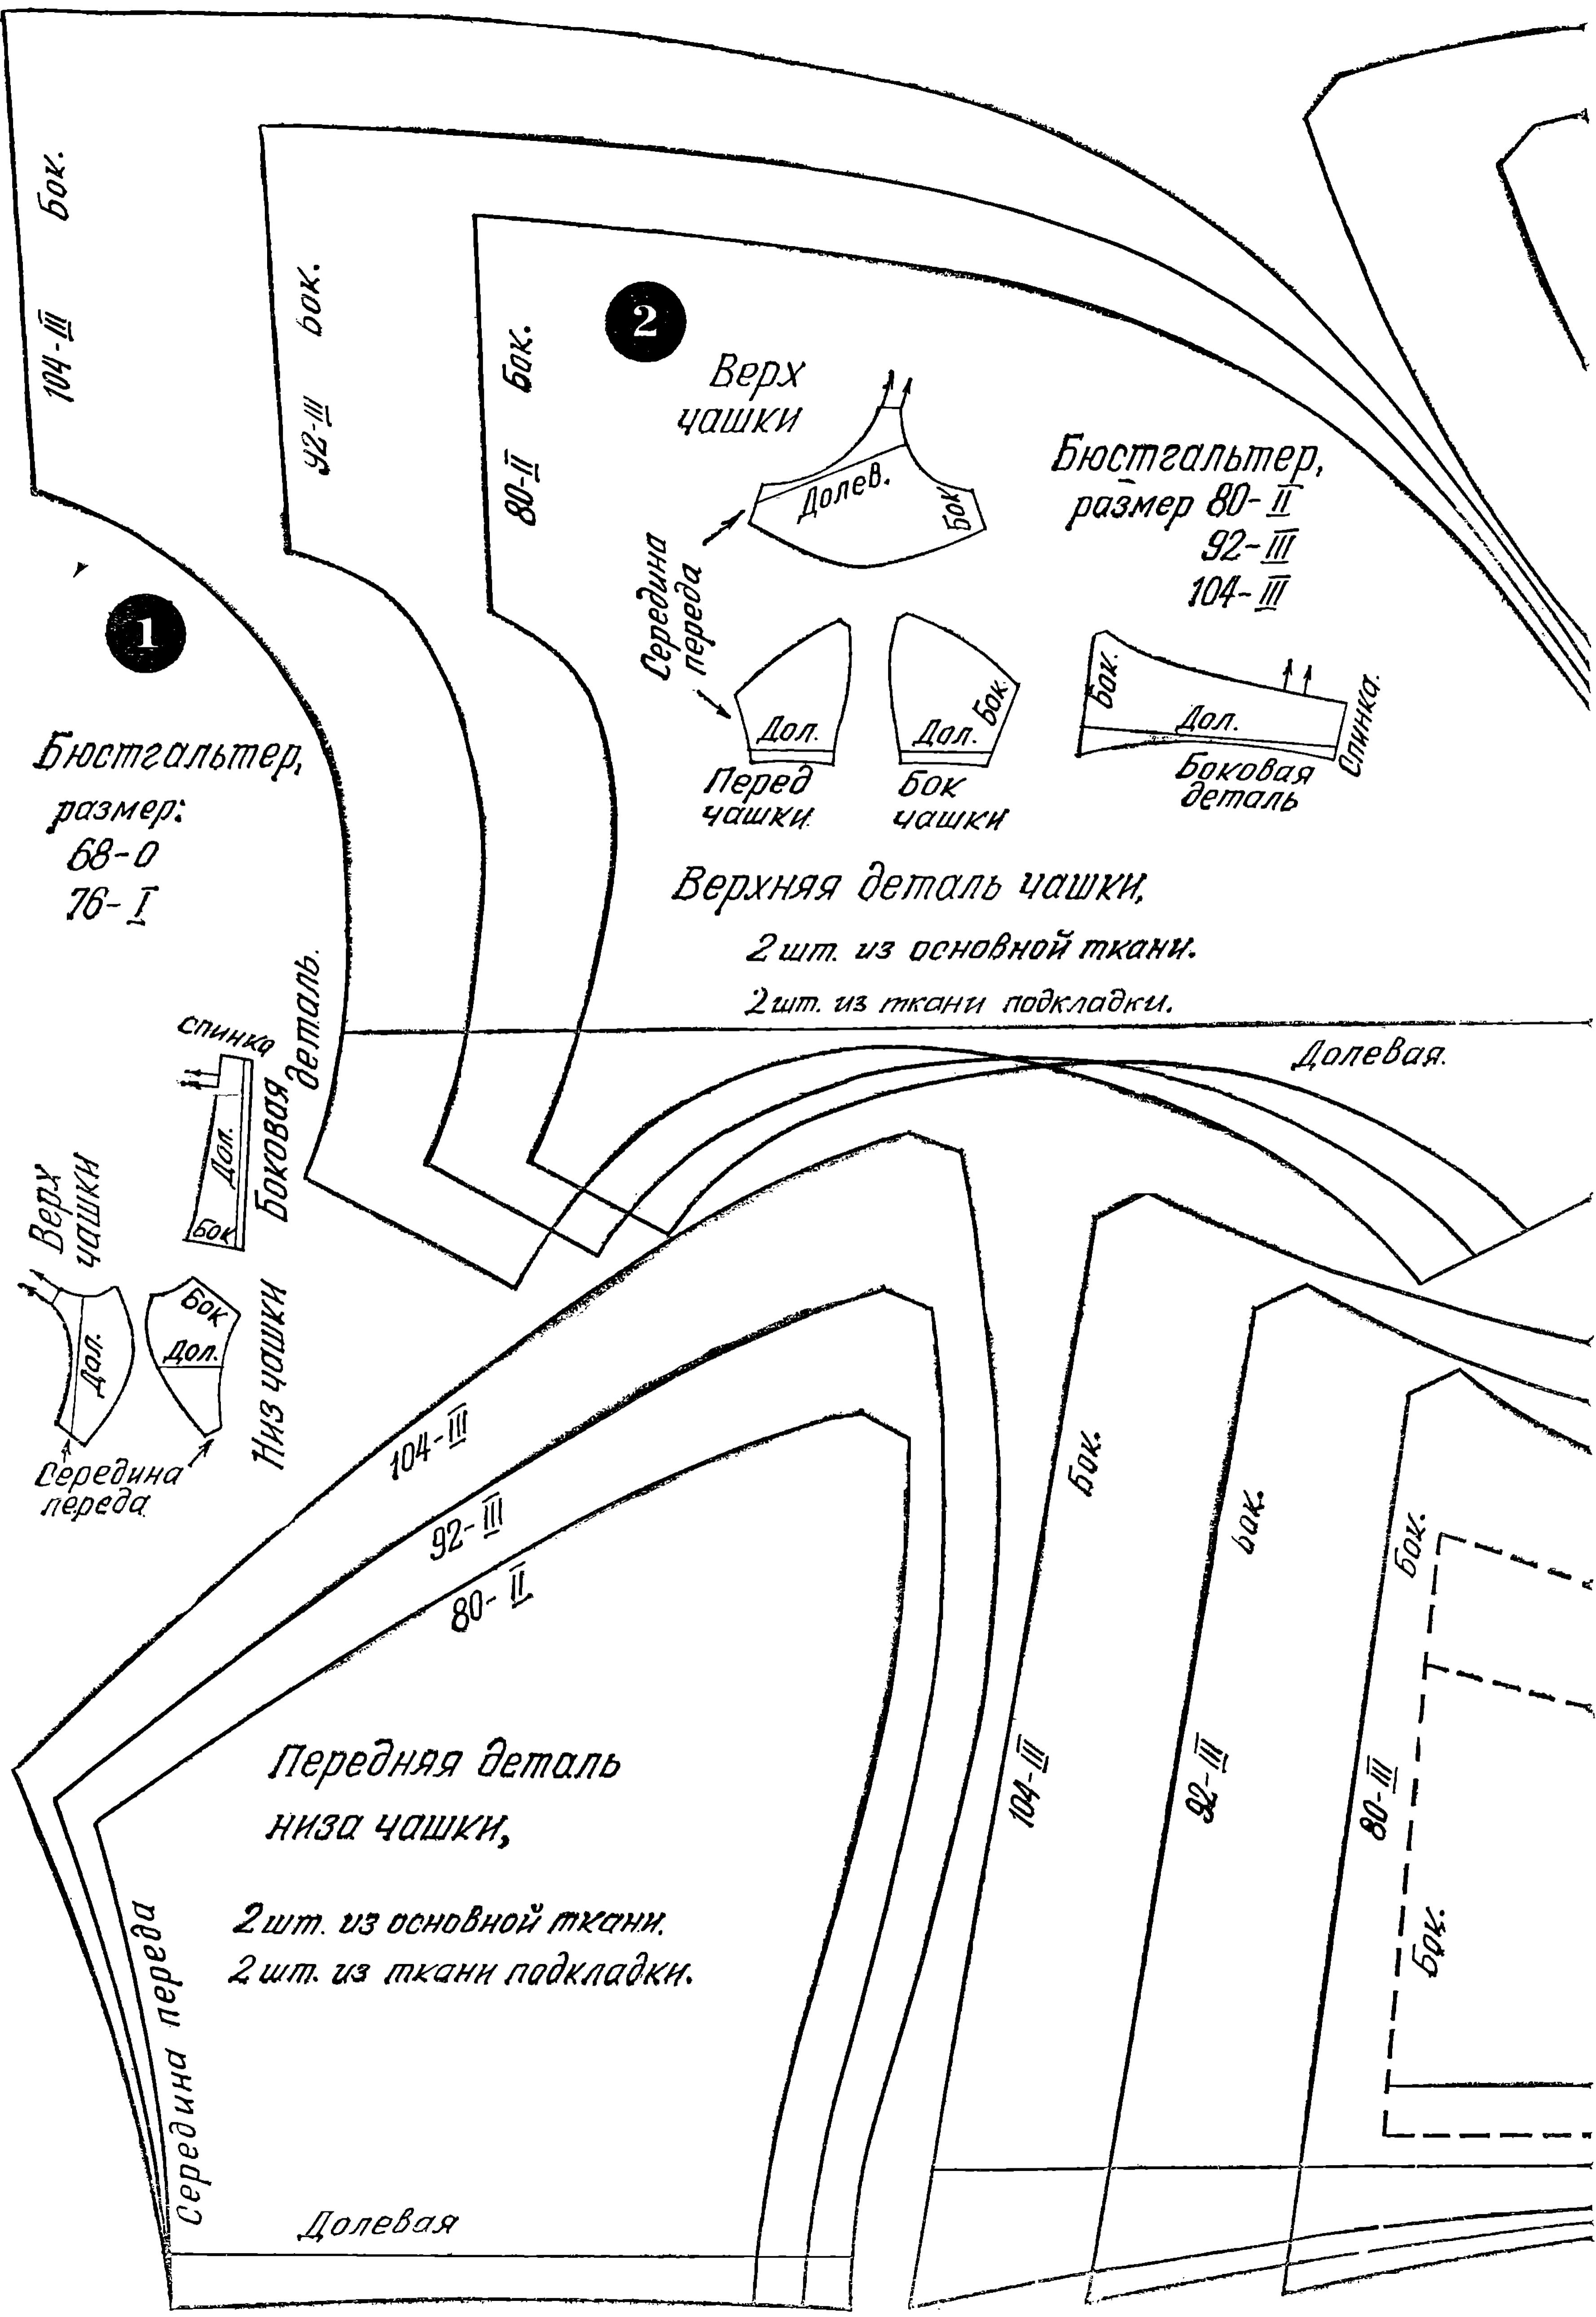 Бок.
104-III
Бок.
92-III
Бок.
80-II
2
Верх
чашки
Долев.
Бок
Середина
переда
Бюстгальтер,
размер 80-II
92-III
104-III
Дол.
Перед
чашки
Бок.
Дол.
Бок
чашки
Бок.
Дол.
Спинка.
Боковая
деталь
1
Бюстгальтер,
размер:
68-0
76-I
Верхняя деталь чашки,
2 шт. из основной ткани.
2 шт. из ткани подкладки.
Долевая.
спинка
Дол.
Бок
Боковая
деталь.
Верх
чашки
Дол.
Бок
Дол.
Низ чашки
Середина
переда
104-III
92-III
80-II
Передняя деталь
низа чашки,
2 шт. из основной ткани.
2 шт. из ткани подкладки.
Середина переда
Долевая
Бок.
104-III
Бок.
92-III
Бок.
80-III
Бок.